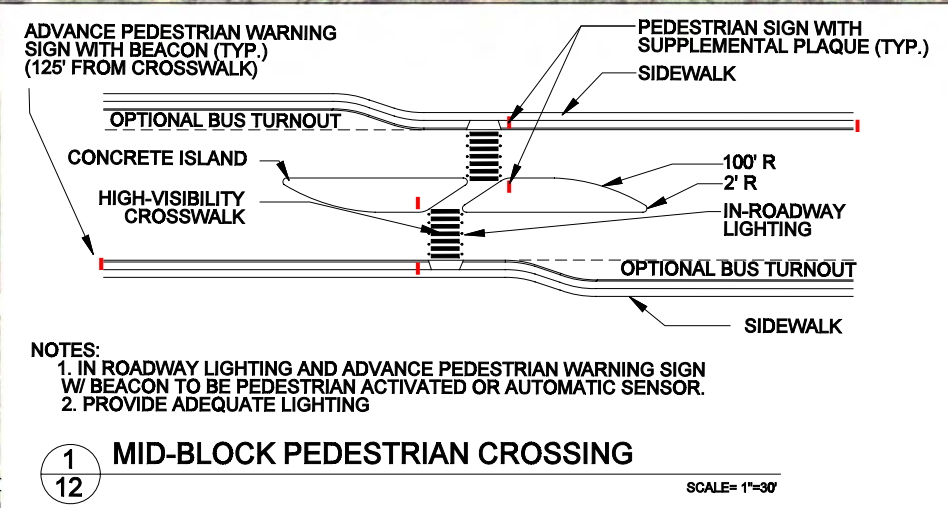 ADVANCE PEDESTRIAN WARNING
SIGN WITH BEACON (TYP.)
(125' FROM CROSSWALK)
PEDESTRIAN SIGN WITH
SUPPLEMENTAL PLAQUE (TYP.)
SIDEWALK
OPTIONAL BUS TURNOUT
CONCRETE ISLAND
100' R
2' R
HIGH-VISIBILITY
CROSSWALK
IN-ROADWAY
LIGHTING
OPTIONAL BUS TURNOUT
SIDEWALK
NOTES:
1. IN ROADWAY LIGHTING AND ADVANCE PEDESTRIAN WARNING SIGN
W/ BEACON TO BE PEDESTRIAN ACTIVATED OR AUTOMATIC SENSOR.
2. PROVIDE ADEQUATE LIGHTING
1
12
MID-BLOCK PEDESTRIAN CROSSING
SCALE= 1"=30'